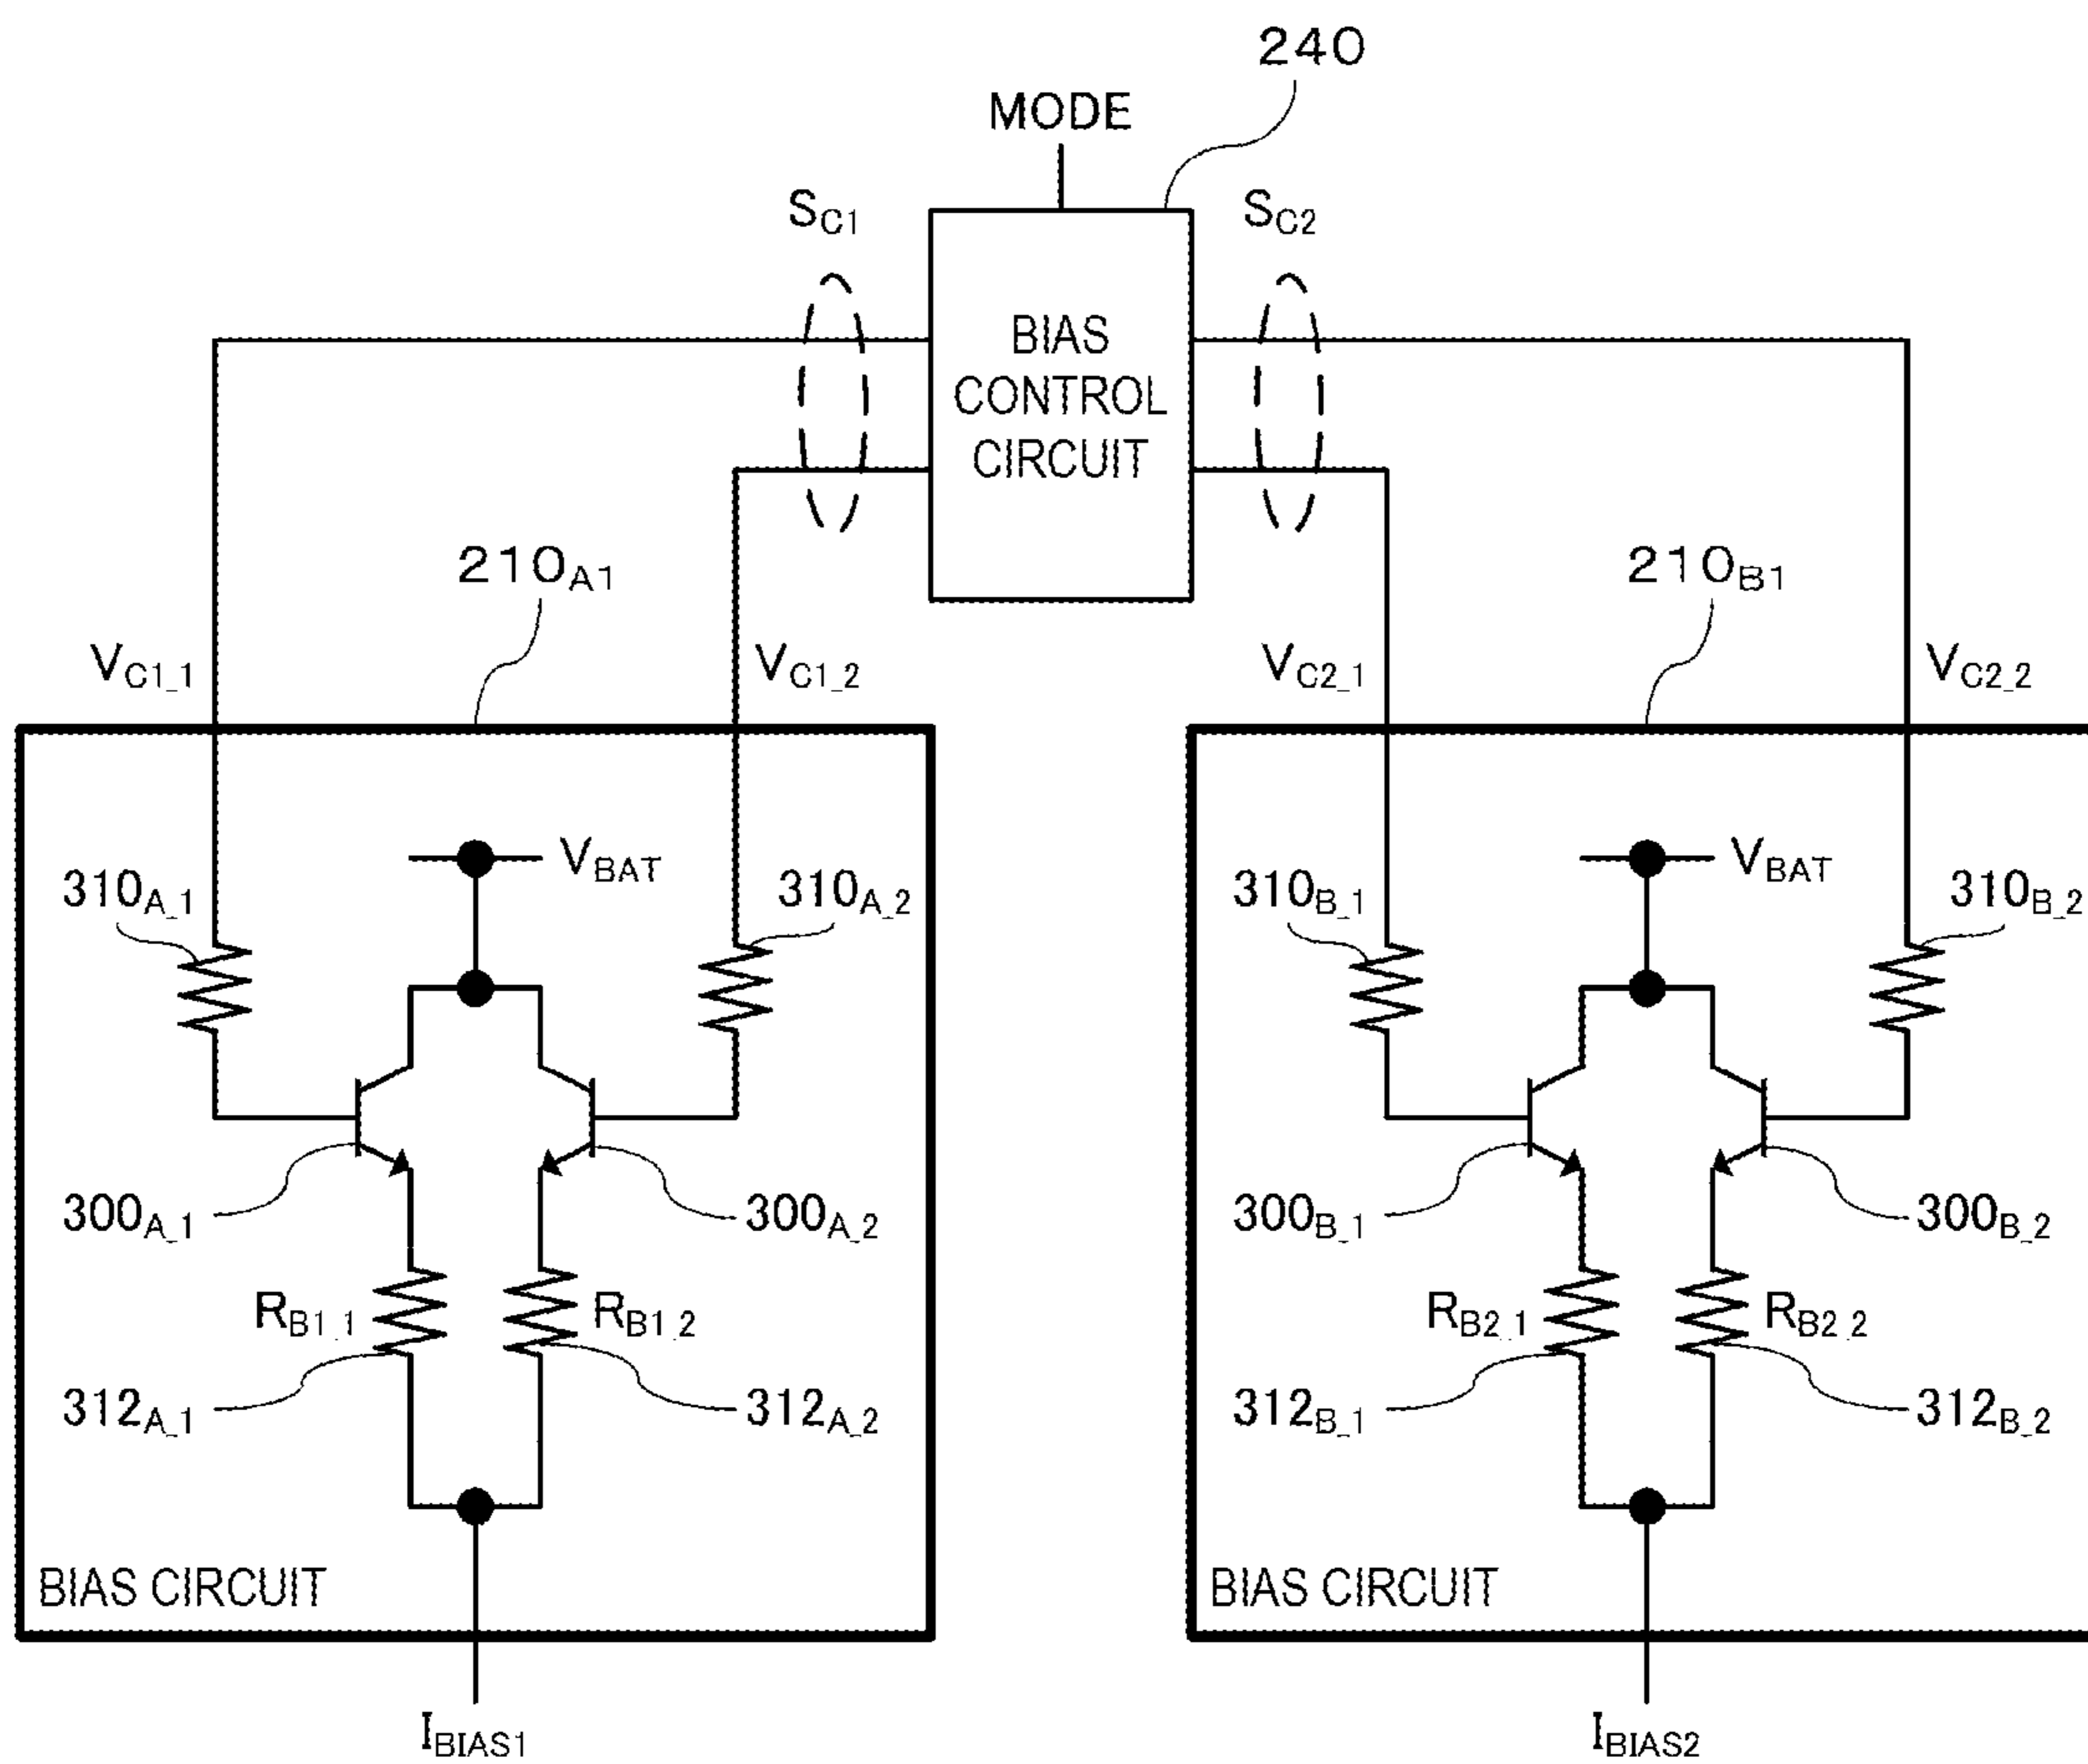 240
MODE
SC1
SC2
BIAS
CONTROL
CIRCUIT
210A1
210B1
VC1_1
VC1_2
VC2_1
VC2_2
VBAT
VBAT
310A_1
310A_2
310B_1
310B_2
300A_1
300A_2
300B_1
300B_2
RB1_1
RB1_2
RB2_1
RB2_2
312A_1
312A_2
312B_1
312B_2
BIAS CIRCUIT
BIAS CIRCUIT
IBIAS1
IBIAS2